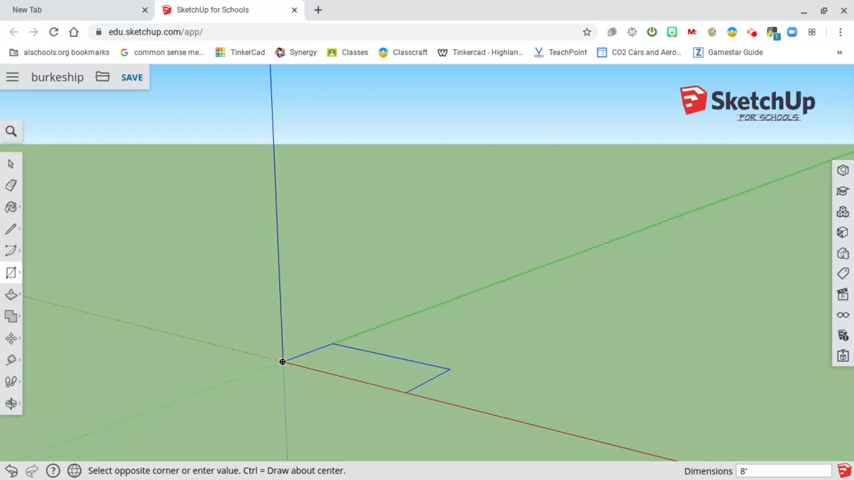 New Tab
SketchUp for Schools
edu.sketchup.com/app/
alschools.org bookmarks
common sense me...
TinkerCad
Synergy
Classes
Classcraft
Tinkercad - Highlan...
TeachPoint
CO2 Cars and Aero...
Gamestar Guide
burkeship
SAVE
SketchUp
FOR SCHOOLS
Select opposite corner or enter value. Ctrl = Draw about center.
Dimensions 8'